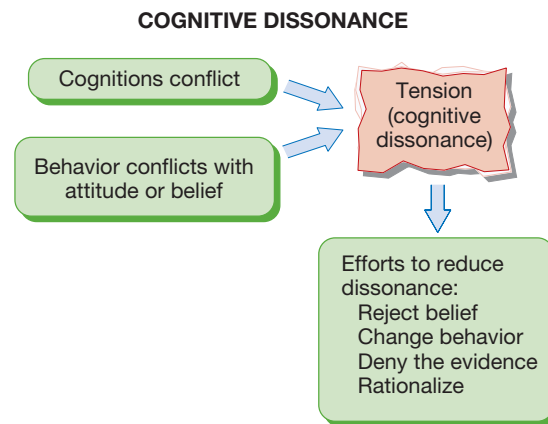 COGNITIVE DISSONANCE
Cognitions conflict
Behavior conflicts with
attitude or belief
Tension
(cognitive
dissonance)
Efforts to reduce
dissonance:
Reject belief
Change behavior
Deny the evidence
Rationalize